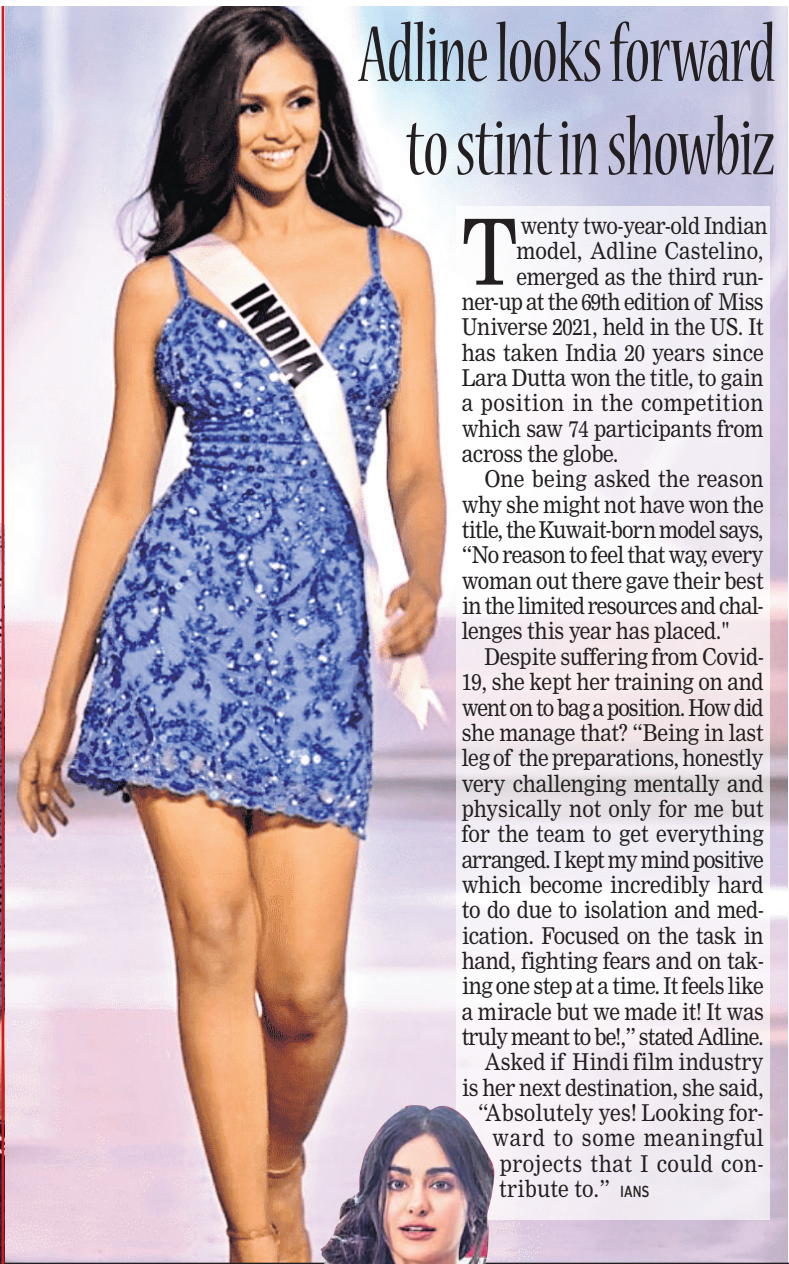 Adline looks forward
to stint in showbiz
INDIA
Twenty two-year-old Indian
model, Adline Castelino,
emerged as the third run-
ner-up at the 69th edition of Miss
Universe 2021, held in the US. It
has taken India 20 years since
Lara Dutta won the title, to gain
a position in the competition
which saw 74 participants from
across the globe.
One being asked the reason
why she might not have won the
title, the Kuwait-born model says,
“No reason to feel that way, every
woman out there gave their best
in the limited resources and chal-
lenges this year has placed."
Despite suffering from Covid-
19, she kept her training on and
went on to bag a position. How did
she manage that? “Being in last
leg of the preparations, honestly
very challenging mentally and
physically not only for me but
for the team to get everything
arranged. I kept my mind positive
which become incredibly hard
to do due to isolation and med-
ication. Focused on the task in
hand, fighting fears and on tak-
ing one step at a time. It feels like
a miracle but we made it! It was
truly meant to be!,” stated Adline.
Asked if Hindi film industry
is her next destination, she said,
“Absolutely yes! Looking for-
ward to some meaningful
projects that I could con-
tribute to.” IANS